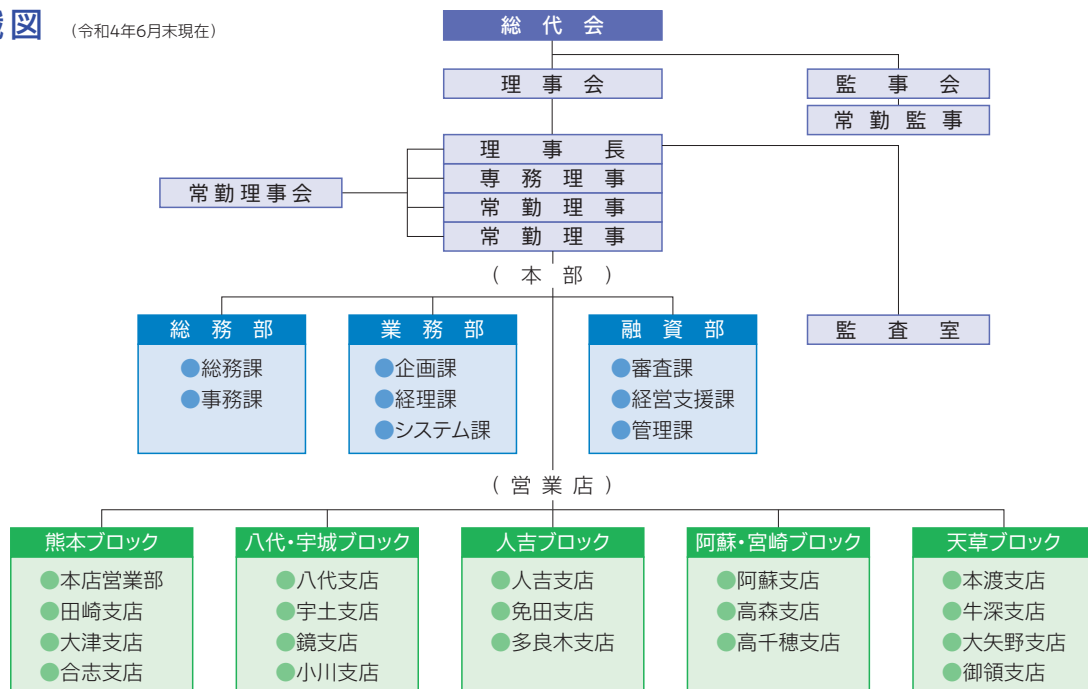 図 (令和4年6月末現在)
総代会
理事会
監事会
常勤監事
理事長
専務理事
常勤理事
常勤理事
常勤理事会
(本部)
監査室
総務部
●総務課
●事務課
業務部
●企画課
●経理課
●システム課
融資部
●審査課
●経営支援課
●管理課
(営業店)
熊本ブロック
●本店営業部
●田崎支店
●大津支店
●合志支店
八代・宇城ブロック
●八代支店
●宇土支店
●鏡支店
●小川支店
人吉ブロック
●人吉支店
●免田支店
●多良木支店
阿蘇・宮崎ブロック
●阿蘇支店
●高森支店
●高千穂支店
天草ブロック
●本渡支店
●牛深支店
●大矢野支店
●御領支店